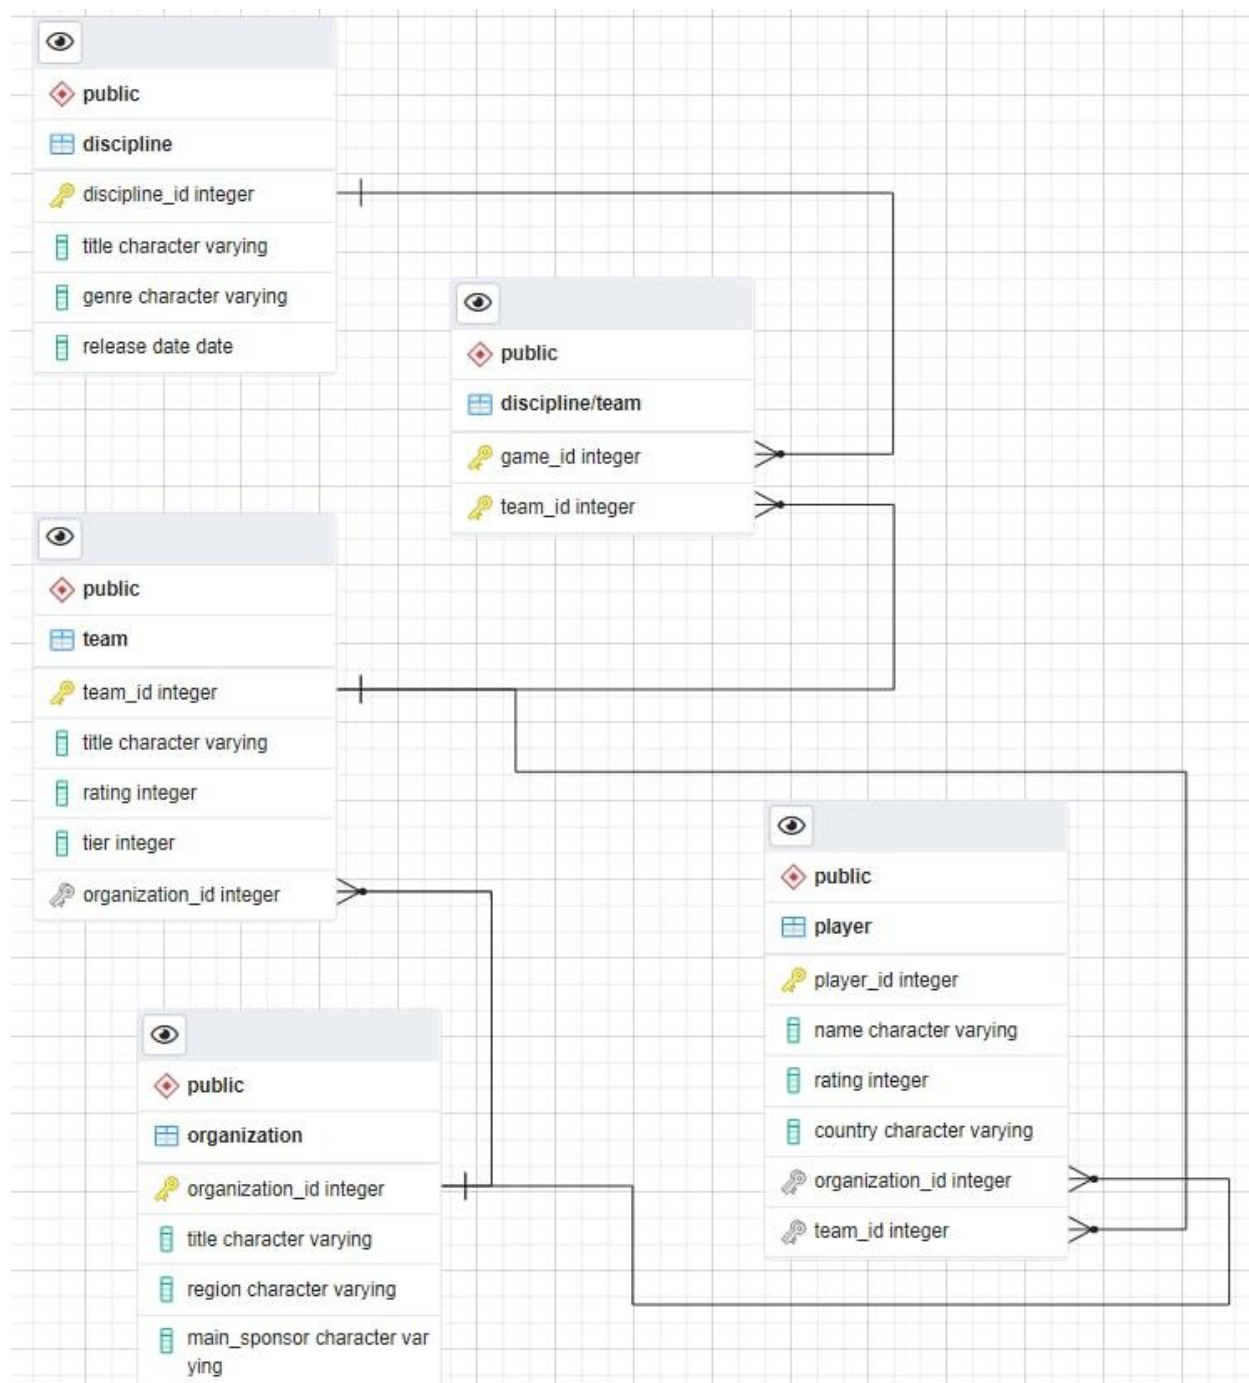 public
discipline
discipline_id integer
title character varying
genre character varying
release date date
public
discipline/team
game_id integer
team_id integer
public
team
team_id integer
title character varying
rating integer
tier integer
organization_id integer
public
player
player_id integer
name character varying
rating integer
country character varying
organization_id integer
team_id integer
public
organization
organization_id integer
title character varying
region character varying
main_sponsor character var
ying